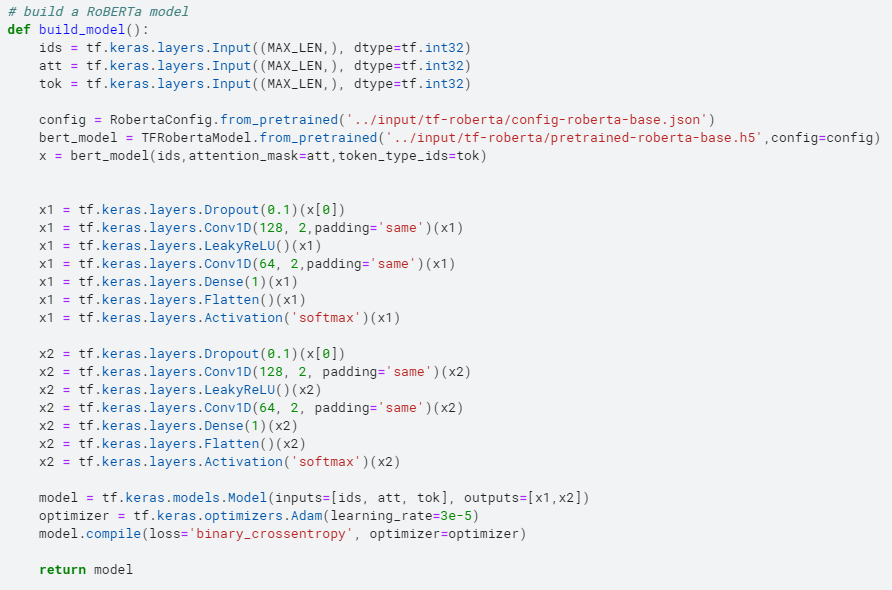 # build a RoBERTa model
def build_model():
    ids = tf.keras.layers.Input((MAX_LEN,), dtype=tf.int32)
    att = tf.keras.layers.Input((MAX_LEN,), dtype=tf.int32)
    tok = tf.keras.layers.Input((MAX_LEN,), dtype=tf.int32)
    config = RobertaConfig.from_pretrained('../input/tf-roberta/config-roberta-base.json')
    bert_model = TFRobertaModel.from_pretrained('../input/tf-roberta/pretrained-roberta-base.h5',config=config)
    x = bert_model(ids,attention_mask=att,token_type_ids=tok)
    x1 = tf.keras.layers.Dropout(0.1)(x[0])
    x1 = tf.keras.layers.Conv1D(128, 2,padding='same')(x1)
    x1 = tf.keras.layers.LeakyReLU()(x1)
    x1 = tf.keras.layers.Conv1D(64, 2,padding='same')(x1)
    x1 = tf.keras.layers.Dense(1)(x1)
    x1 = tf.keras.layers.Flatten()(x1)
    x1 = tf.keras.layers.Activation('softmax')(x1)
    x2 = tf.keras.layers.Dropout(0.1)(x[0])
    x2 = tf.keras.layers.Conv1D(128, 2, padding='same')(x2)
    x2 = tf.keras.layers.LeakyReLU()(x2)
    x2 = tf.keras.layers.Conv1D(64, 2, padding='same')(x2)
    x2 = tf.keras.layers.Dense(1)(x2)
    x2 = tf.keras.layers.Flatten()(x2)
    x2 = tf.keras.layers.Activation('softmax')(x2)
    model = tf.keras.models.Model(inputs=[ids, att, tok], outputs=[x1,x2])
    optimizer = tf.keras.optimizers.Adam(learning_rate=3e-5)
    model.compile(loss='binary_crossentropy', optimizer=optimizer)
    return model